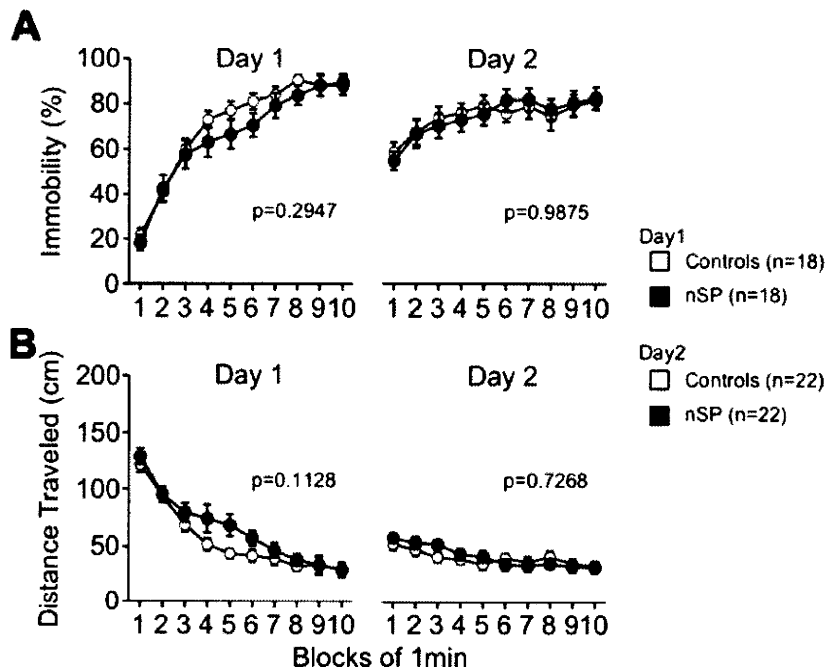 A
Day 1
Day 2
Immobility (%)
100
80
60
40
20
0
p=0.2947
p=0.9875
1 2 3 4 5 6 7 8 9 10
1 2 3 4 5 6 7 8 9 10
Day1
Controls (n=18)
nSP (n=18)
Day2
Controls (n=22)
nSP (n=22)
B
Day 1
Day 2
Distance Traveled (cm)
200
150
100
50
0
p=0.1128
p=0.7268
1 2 3 4 5 6 7 8 9 10
1 2 3 4 5 6 7 8 9 10
Blocks of 1min